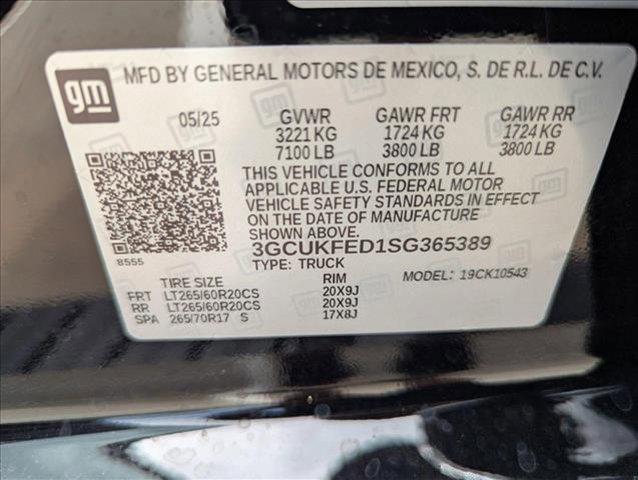 gm
MFD BY GENERAL MOTORS DE MEXICO, S. DE R.L. DE C.V.
05/25 GVWR GAWR FRT GAWR RR
3221 KG 1724 KG 1724 KG
7100 LB 3800 LB 3800 LB
THIS VEHICLE CONFORMS TO ALL
APPLICABLE U.S. FEDERAL MOTOR
VEHICLE SAFETY STANDARDS IN EFFECT
ON THE DATE OF MANUFACTURE
SHOWN ABOVE.
8555 3GCUKFED1SG365389
TYPE: TRUCK MODEL: 19CK10543
TIRE SIZE RIM
FRT LT265/60R20CS 20X9J
RR LT265/60R20CS 20X9J
SPA 265/70R17 S 17X8J